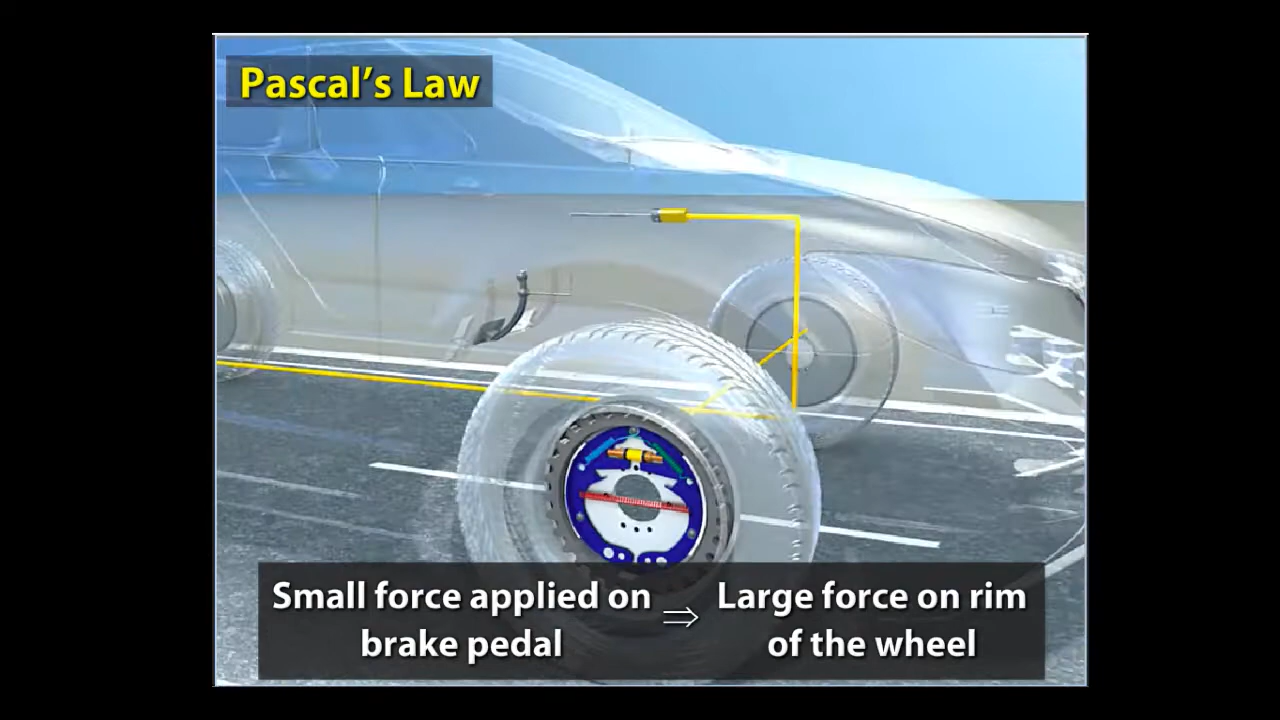 Pascal’s Law
Small force applied on
brake pedal
⇒
Large force on rim
of the wheel